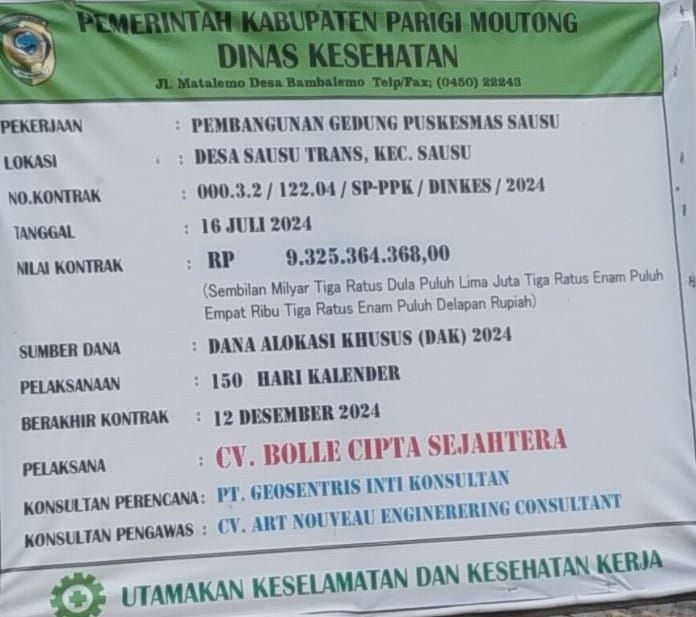 PEMERINTAH KABUPATEN PARIGI MOUTONG
DINAS KESEHATAN
Jl. Matalemo Desa Bambalemo Telp/Fax; (0450) 22243
PEKERJAAN : PEMBANGUNAN GEDUNG PUSKESMAS SAUSU
LOKASI : DESA SAUSU TRANS, KEC. SAUSU
NO.KONTRAK : 000.3.2 / 122.04 / SP-PPK / DINKES / 2024
TANGGAL : 16 JULI 2024
NILAI KONTRAK : RP 9.325.364.368,00
(Sembilan Milyar Tiga Ratus Dula Puluh Lima Juta Tiga Ratus Enam Puluh
Empat Ribu Tiga Ratus Enam Puluh Delapan Rupiah)
SUMBER DANA : DANA ALOKASI KHUSUS (DAK) 2024
PELAKSANAAN : 150 HARI KALENDER
BERAKHIR KONTRAK : 12 DESEMBER 2024
PELAKSANA : CV. BOLLE CIPTA SEJAHTERA
KONSULTAN PERENCANA : PT. GEOSENTRIS INTI KONSULTAN
KONSULTAN PENGAWAS : CV. ART NOUVEAU ENGINERERING CONSULTANT
UTAMAKAN KESELAMATAN DAN KESEHATAN KERJA